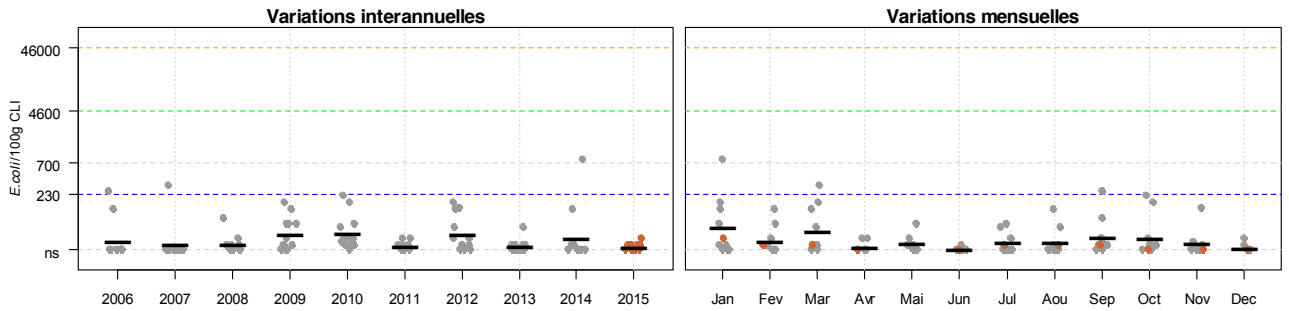 Variations interannuelles
Variations mensuelles
E.coli/100g CLI
46000
4600
700
230
ns
2006 2007 2008 2009 2010 2011 2012 2013 2014 2015
Jan Fev Mar Avr Mai Jun Jul Aou Sep Oct Nov Dec